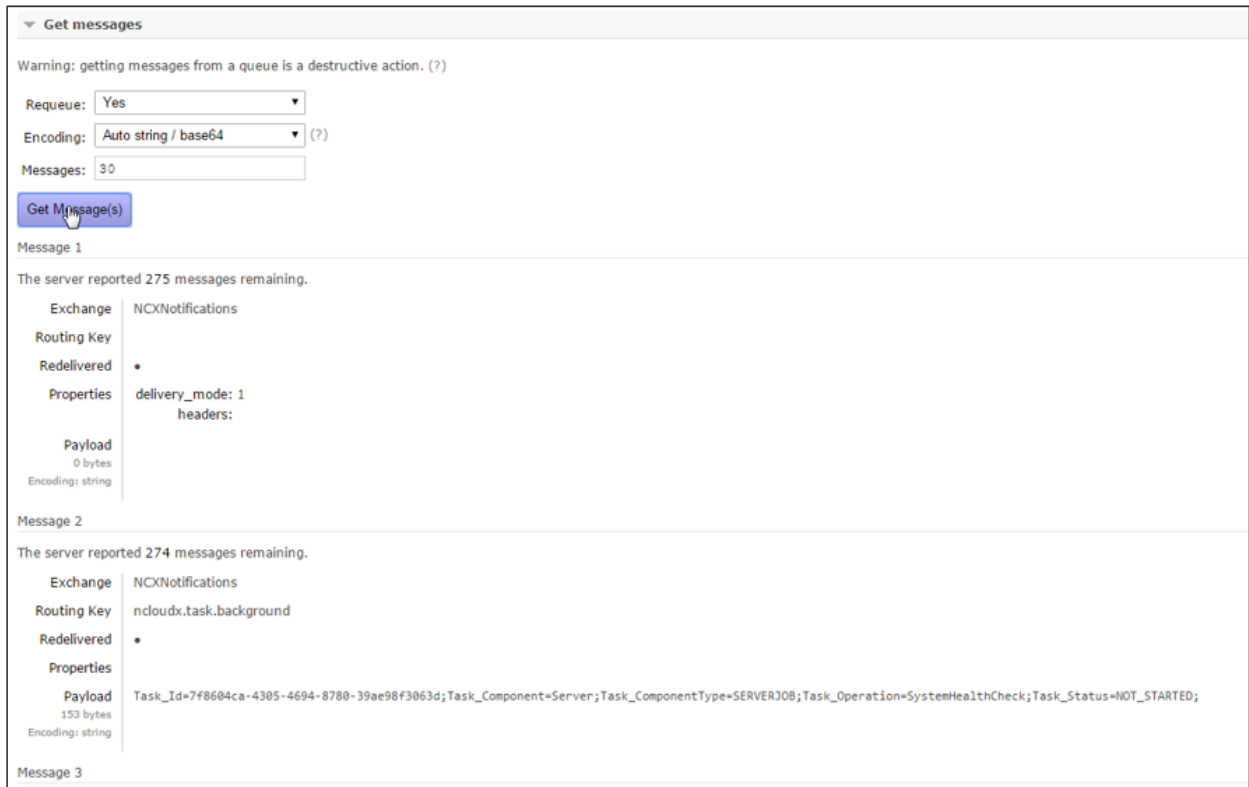 Get messages
Warning: getting messages from a queue is a destructive action. (?)
Requeue: Yes
Encoding: Auto string / base64 (?)
Messages: 30
Get Message(s)
Message 1
The server reported 275 messages remaining.
Exchange NCXNotifications
Routing Key
Redelivered •
Properties delivery_mode: 1
headers:
Payload
0 bytes
Encoding: string
Message 2
The server reported 274 messages remaining.
Exchange NCXNotifications
Routing Key ncloudx.task.background
Redelivered •
Properties
Payload Task_Id=7f8604ca-4305-4694-8780-39ae98f3063d;Task_Component=Server;Task_ComponentType=SERVERJOB;Task_Operation=SystemHealthCheck;Task_Status=NOT_STARTED;
153 bytes
Encoding: string
Message 3